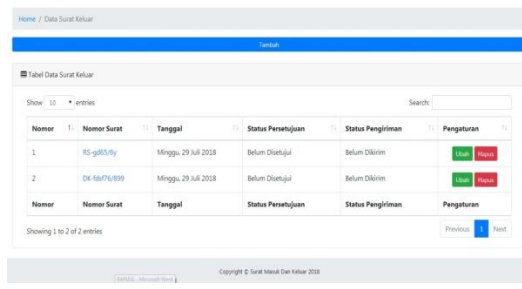 Home / Data Surat Keluar
Tambah
Tabel Data Surat Keluar
Show 10 entries
Search:
Nomor Nomor Surat Tanggal Status Persetujuan Status Pengiriman Pengaturan
1 RS-gd65/6y Minggu, 29 Juli 2018 Belum Disetujui Belum Dikirim Ubah Hapus
2 DK-fdsf76/899 Minggu, 29 Juli 2018 Belum Disetujui Belum Dikirim Ubah Hapus
Nomor Nomor Surat Tanggal Status Persetujuan Status Pengiriman Pengaturan
Showing 1 to 2 of 2 entries
Previous 1 Next
Copyright © Surat Masuk Dan Keluar 2018
Microsoft Word